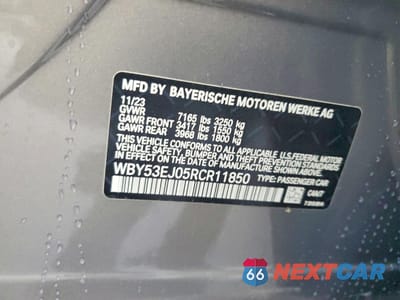 MFD BY BAYERISCHE MOTOREN WERKE AG
11/23
GVWR 7165 lbs 3250 kg
GAWR FRONT 3417 lbs 1550 kg
GAWR REAR 3968 lbs 1800 kg
THIS VEHICLE CONFORMS TO ALL APPLICABLE U.S. FEDERAL MOTOR
VEHICLE SAFETY, BUMPER, AND THEFT PREVENTION STANDARDS
IN EFFECT ON THE DATE OF MANUFACTURE SHOWN ABOVE.
WBY53EJ05RCR11850 TYPE: PASSENGER CAR
66 NEXTCAR